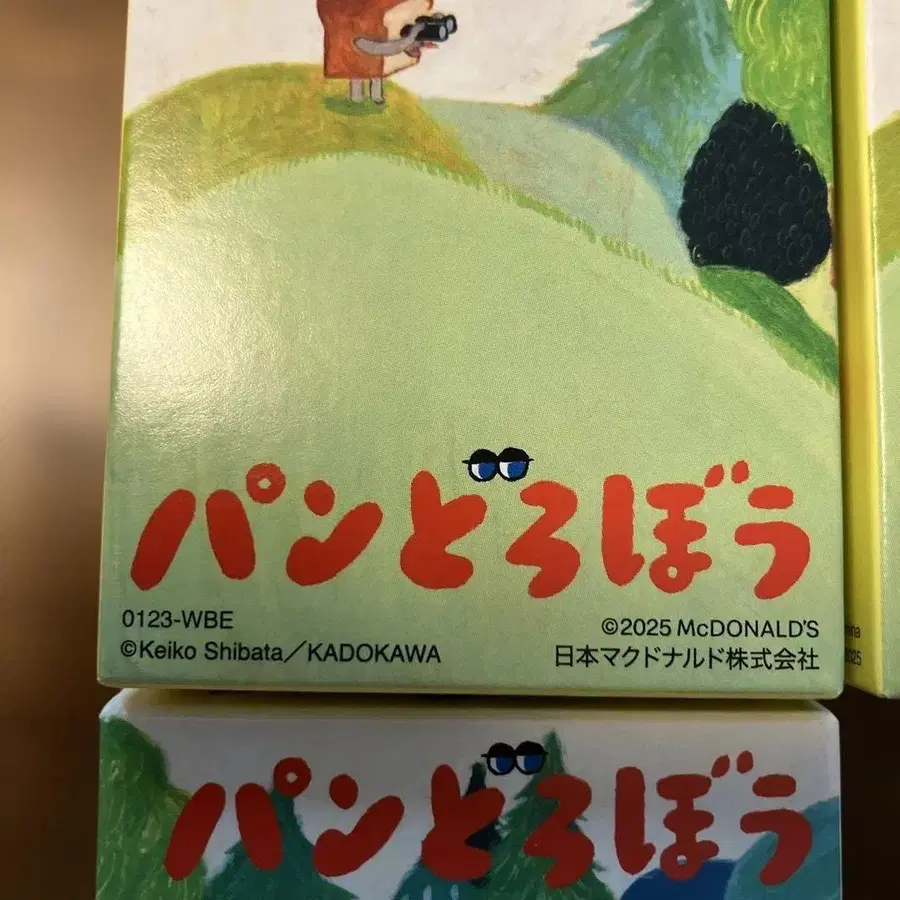 パンどろぼう
0123-WBE
©Keiko Shibata／KADOKAWA
©2025 McDONALD'S
日本マクドナルド株式会社
パンどろぼう